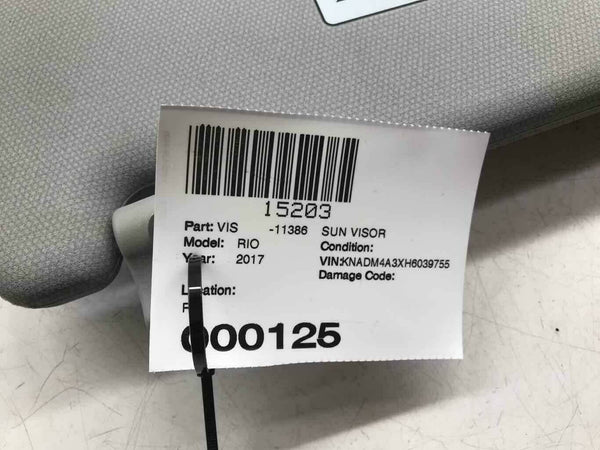 15203
Part: VIS -11386 SUN VISOR
Model: RIO Condition:
Year: 2017 VIN:KNADM4A3XH6039755
Damage Code:
Location:
000125